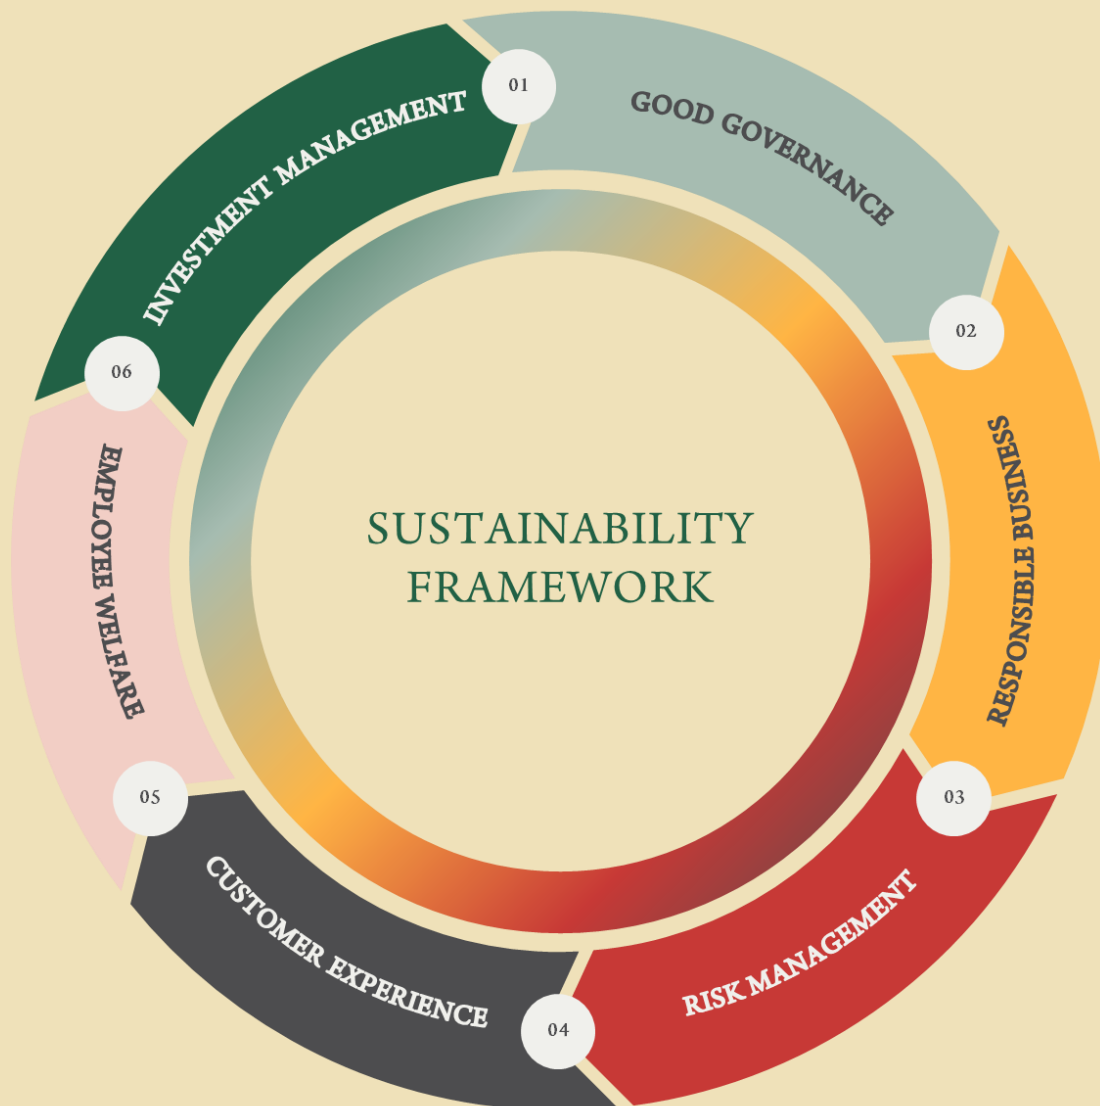 01
GOOD GOVERNANCE
02
RESPONSIBLE BUSINESS
03
RISK MANAGEMENT
04
CUSTOMER EXPERIENCE
05
EMPLOYEE WELFARE
06
INVESTMENT MANAGEMENT
SUSTAINABILITY
FRAMEWORK